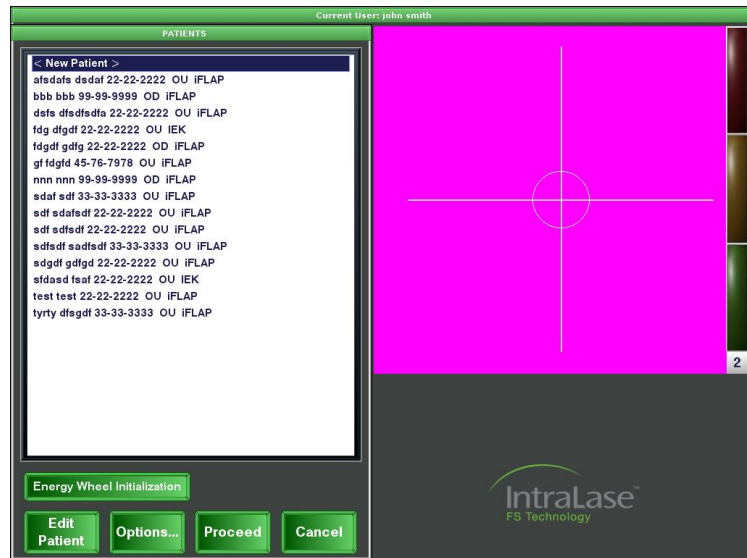 Current User: john smith
PATIENTS
< New Patient >
afsdafs dsdaf 22-22-2222 OU iFLAP
bbb bbb 99-99-9999 OD iFLAP
dsfs dfsdfsdfa 22-22-2222 OU iFLAP
fdg dfgdf 22-22-2222 OU IEK
fdgdf gdfg 22-22-2222 OD iFLAP
gf fdgfd 45-76-7978 OU iFLAP
nnn nnn 99-99-9999 OD iFLAP
sdaf sdf 33-33-3333 OU iFLAP
sdf sdafsdf 22-22-2222 OU iFLAP
sdf sdfsdf 22-22-2222 OU iFLAP
sdfsdf sadfsdf 33-33-3333 OU iFLAP
sdgdf gdfgd 22-22-2222 OU iFLAP
sfdasd fsaf 22-22-2222 OU IEK
test test 22-22-2222 OU iFLAP
tyrty dfsgdf 33-33-3333 OU iFLAP
2
Energy Wheel Initialization
Edit
Patient
Options...
Proceed
Cancel
IntraLase™
FS Technology